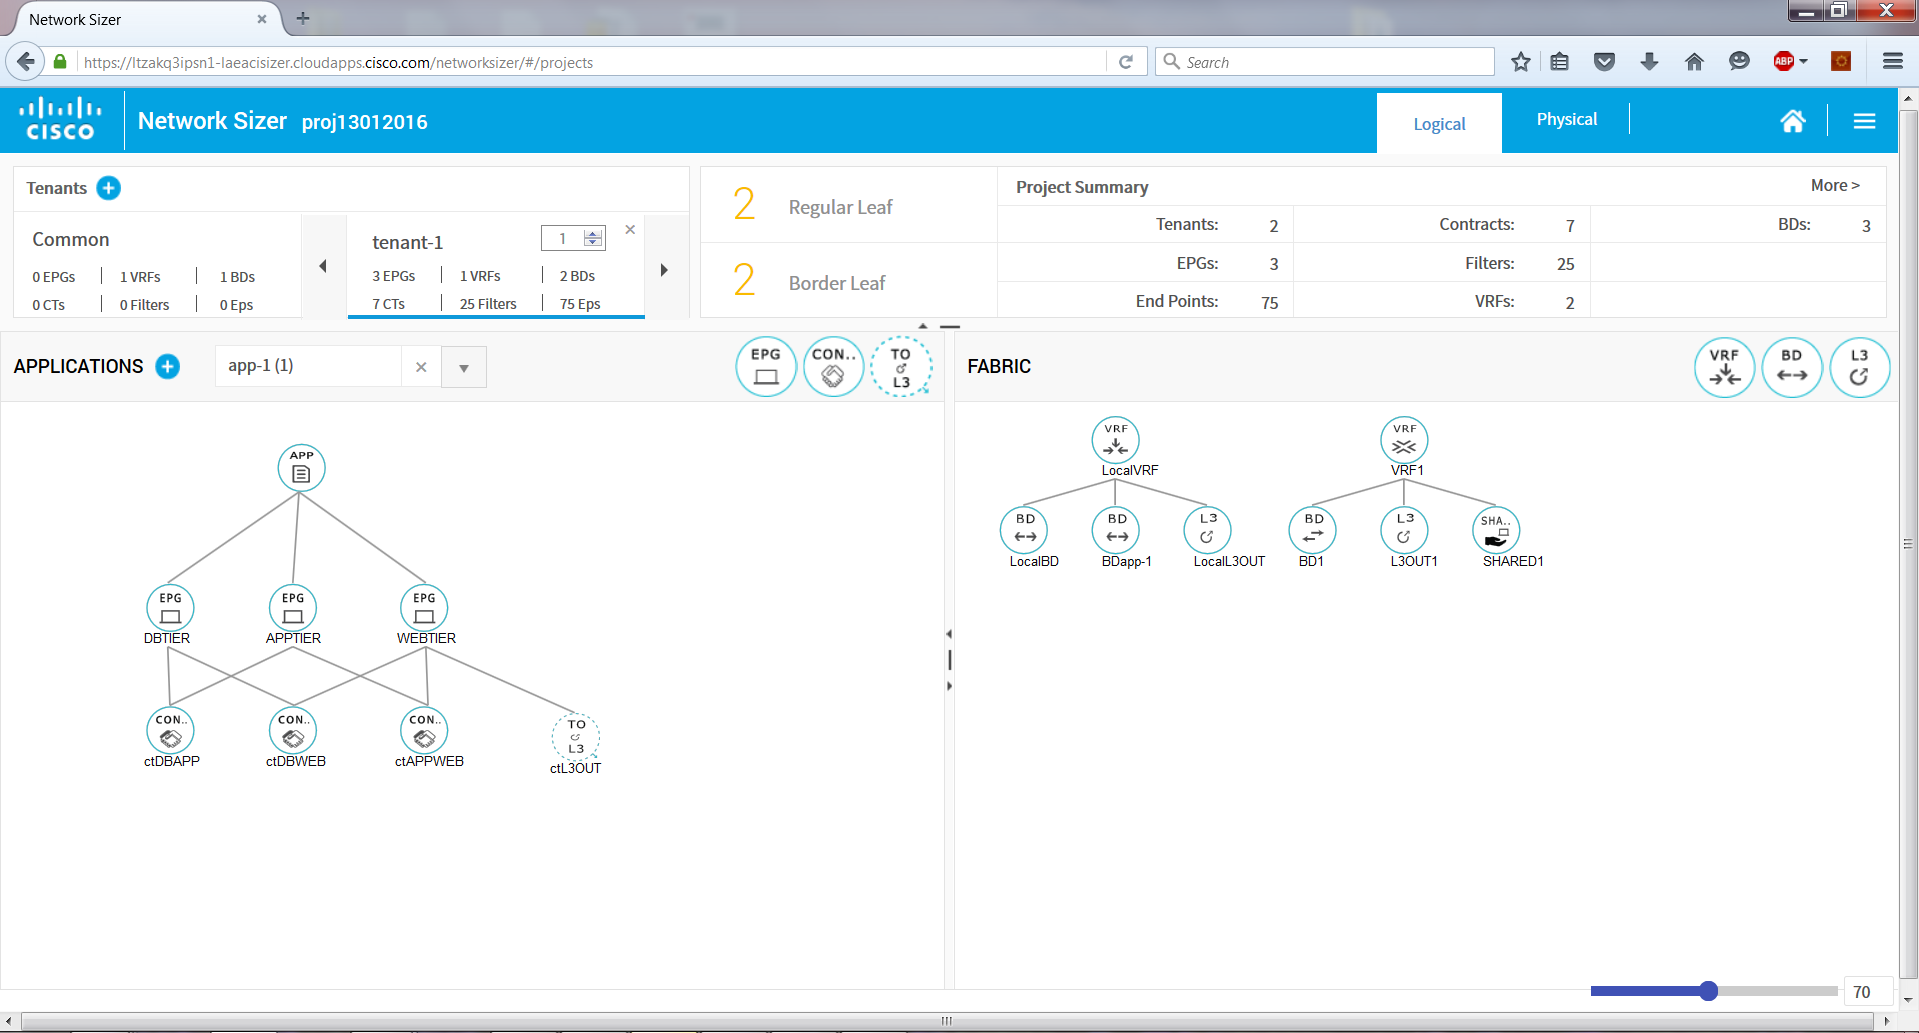 Network Sizer
https://ltzakq3ipsn1-laeacisizer.cloudapps.cisco.com/networksizer/#/projects
Search
ABP
CISCO
Network Sizer proj13012016
Logical
Physical
Tenants
Common
0 EPGs 1 VRFs 1 BDs
0 CTs 0 Filters 0 Eps
tenant-1
1
3 EPGs 1 VRFs 2 BDs
7 CTs 25 Filters 75 Eps
2 Regular Leaf
2 Border Leaf
Project Summary
More >
Tenants: 2 Contracts: 7 BDs: 3
EPGs: 3 Filters: 25
End Points: 75 VRFs: 2
APPLICATIONS
app-1 (1)
EPG
CON..
TO
L3
APP
EPG
DBTIER
EPG
APPTIER
EPG
WEBTIER
CON..
ctDBAPP
CON..
ctDBWEB
CON..
ctAPPWEB
TO
L3
ctL3OUT
FABRIC
VRF
BD
L3
VRF
LocalVRF
VRF
VRF1
BD
LocalBD
BD
BDapp-1
L3
LocalL3OUT
BD
BD1
L3
L3OUT1
SHA..
SHARED1
70